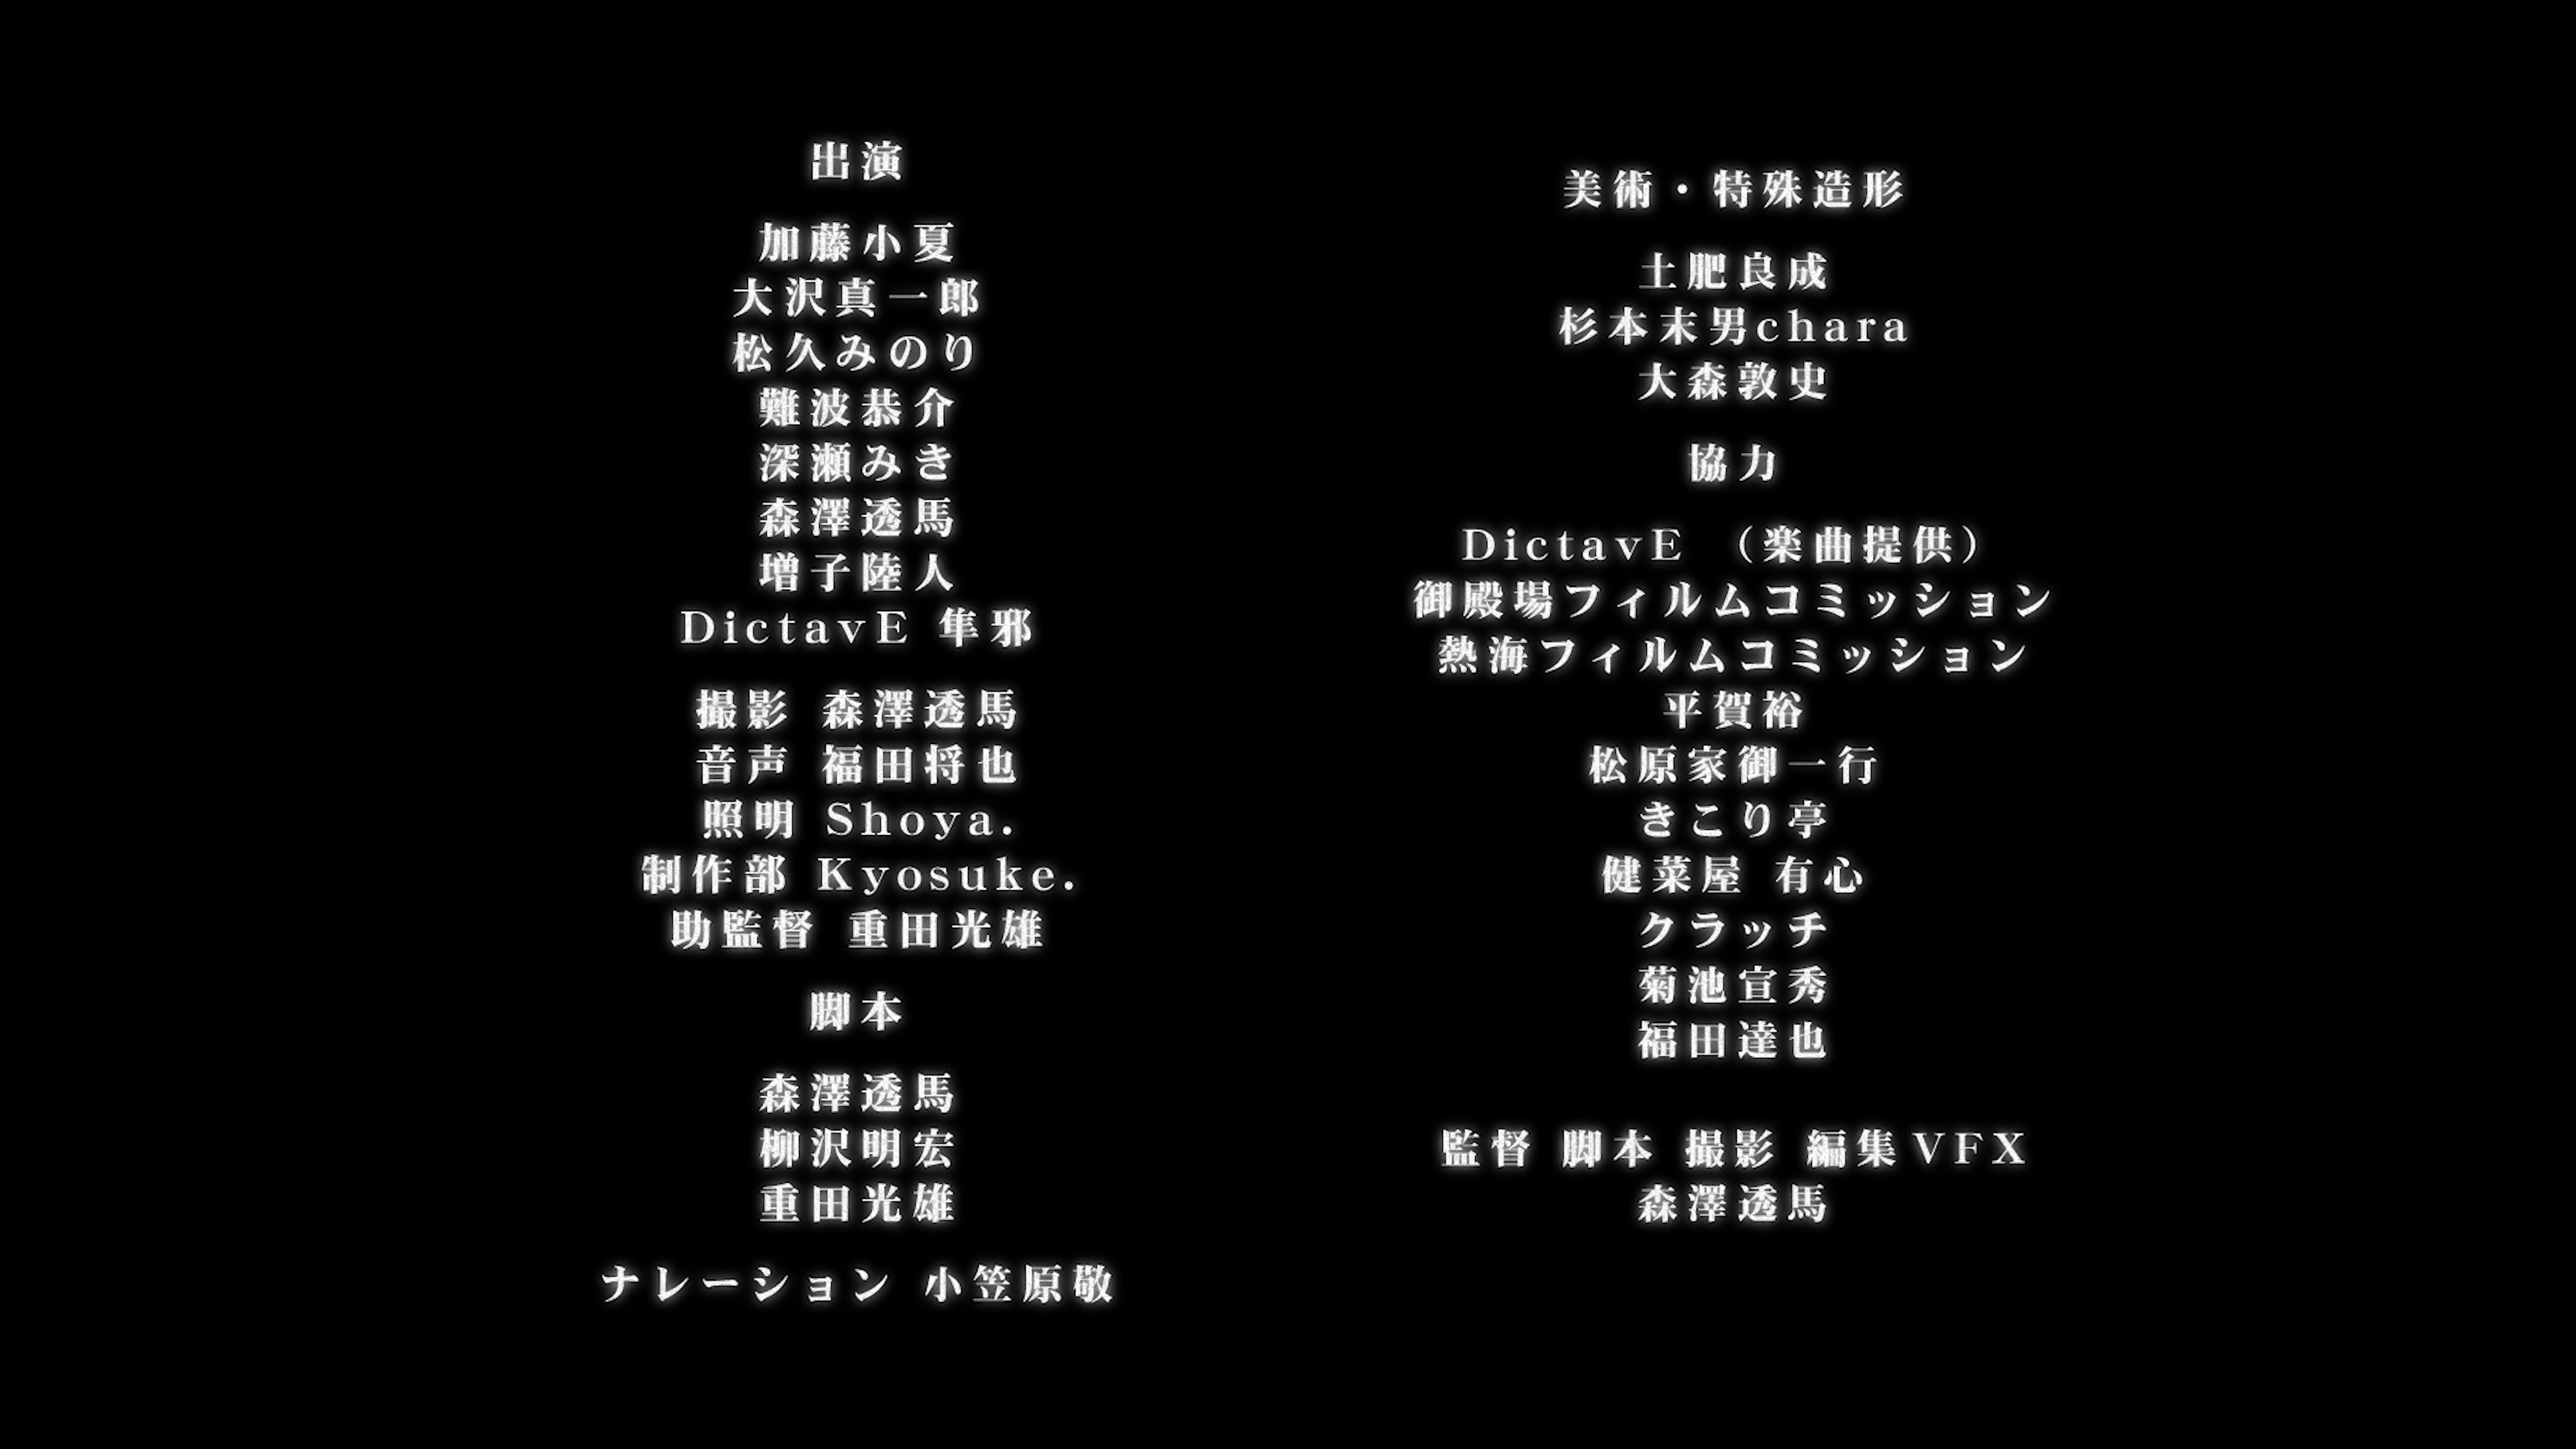 出演
加藤小夏
大沢真一郎
松久みのり
難波恭介
深瀬みき
森澤透馬
増子陸人
DictavE 隼邪
撮影 森澤透馬
音声 福田将也
照明 Shoya.
制作部 Kyosuke.
助監督 重田光雄
脚本
森澤透馬
柳沢明宏
重田光雄
ナレーション 小笠原敬
美術・特殊造形
土肥良成
杉本末男chara
大森敦史
協力
DictavE （楽曲提供）
御殿場フィルムコミッション
熱海フィルムコミッション
平賀裕
松原家御一行
きこり亭
健菜屋 有心
クラッチ
菊池宣秀
福田達也
監督 脚本 撮影 編集VFX
森澤透馬